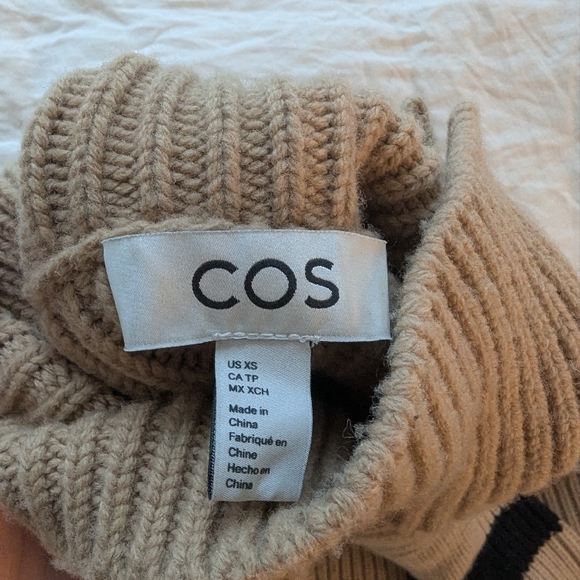 COS
US XS
CA TP
MX XCH
Made in
China
Fabriqué en
Chine
Hecho en
China